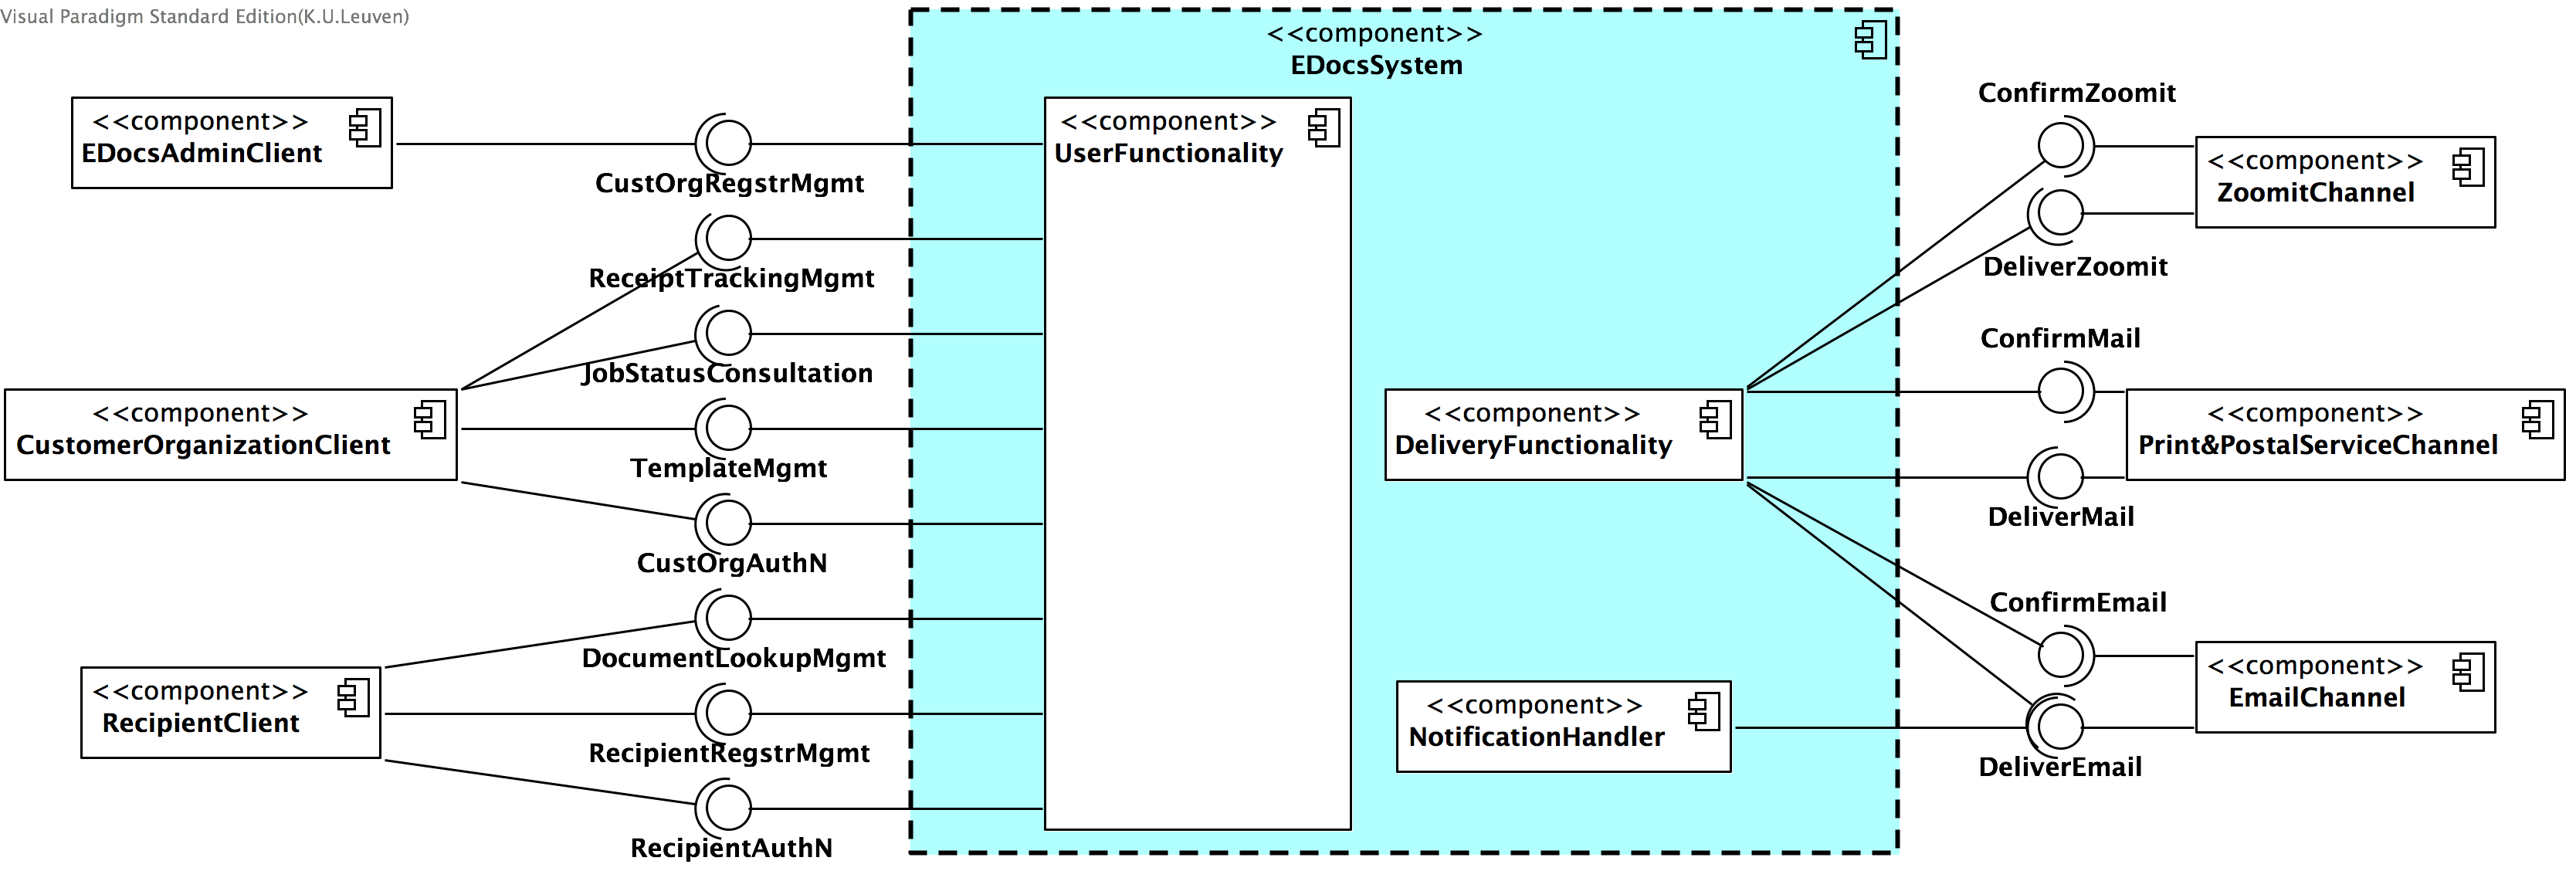 Visual Paradigm Standard Edition(K.U.Leuven)
<<component>>
EDocsSystem
<<component>>
EDocsAdminClient
CustOrgRegstrMgmt
<<component>>
UserFunctionality
ReceiptTrackingMgmt
JobStatusConsultation
<<component>>
CustomerOrganizationClient
TemplateMgmt
CustOrgAuthN
DocumentLookupMgmt
<<component>>
RecipientClient
RecipientRegstrMgmt
RecipientAuthN
<<component>>
DeliveryFunctionality
<<component>>
NotificationHandler
ConfirmZoomit
<<component>>
ZoomitChannel
DeliverZoomit
ConfirmMail
<<component>>
Print&PostalServiceChannel
DeliverMail
ConfirmEmail
<<component>>
EmailChannel
DeliverEmail